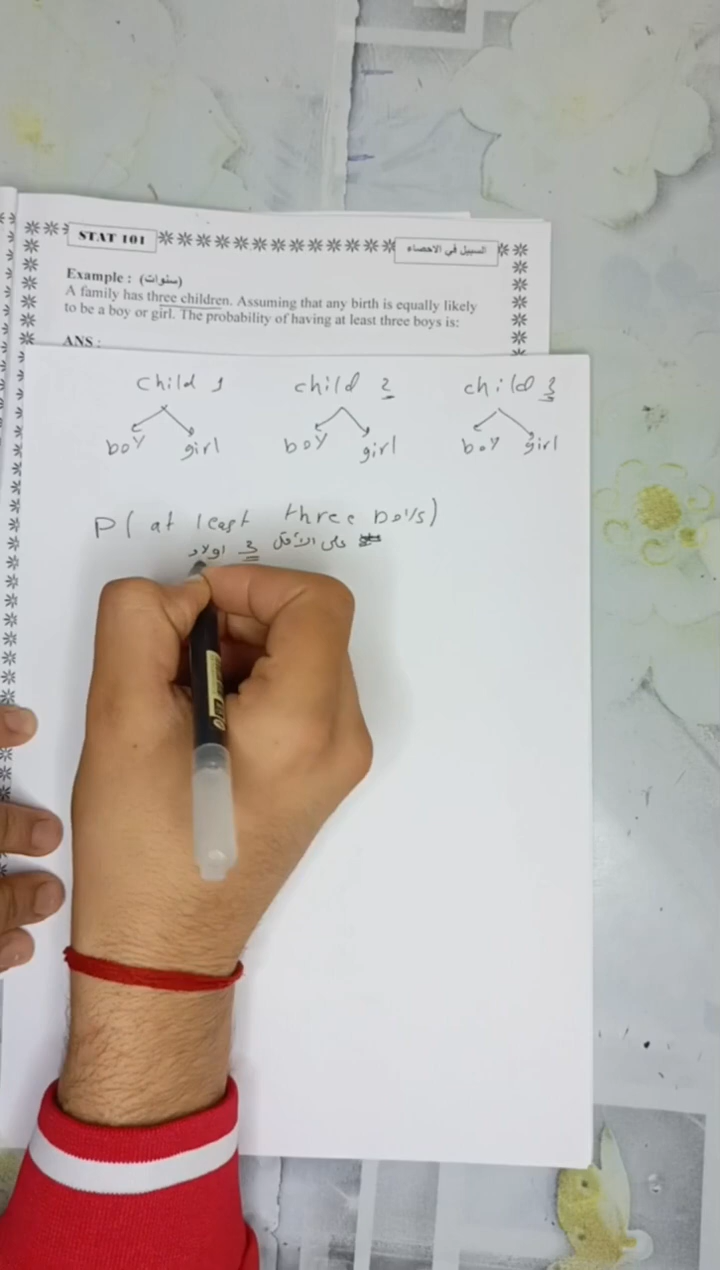 STAT 101
السبيل في الاحصاء
Example : (سنوات)
A family has three children. Assuming that any birth is equally likely
to be a boy or girl. The probability of having at least three boys is:
ANS :
child 1 child 2 child 3
boy girl boy girl boy girl
P( at least three boys)
على الأقل 3 اولاد